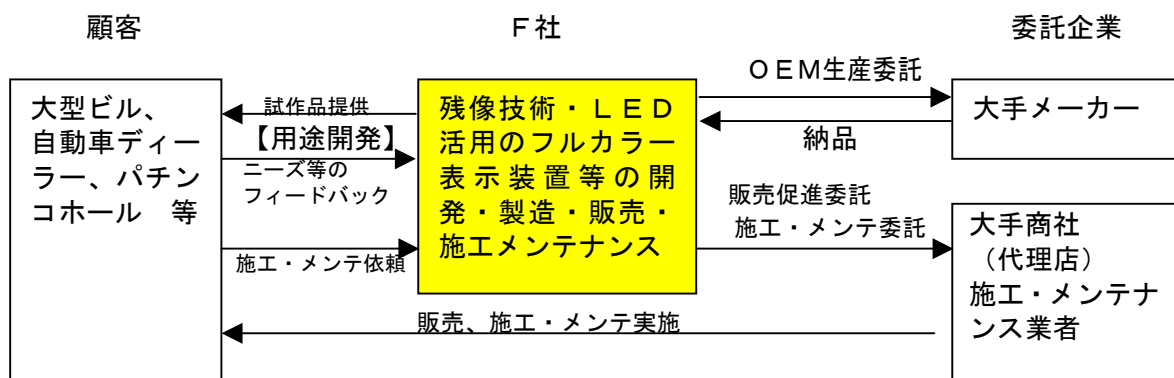 顧客
F社
委託企業
大型ビル、
自動車ディー
ラー、パチン
コホール 等
試作品提供
【用途開発】
ニーズ等の
フィードバック
施工・メンテ依頼
残像技術・LED
活用のフルカラー
表示装置等の開
発・製造・販売・
施工メンテナンス
OEM生産委託
納品
大手メーカー
販売促進委託
施工・メンテ委託
大手商社
(代理店)
施工・メンテナ
ンス業者
販売、施工・メンテ実施